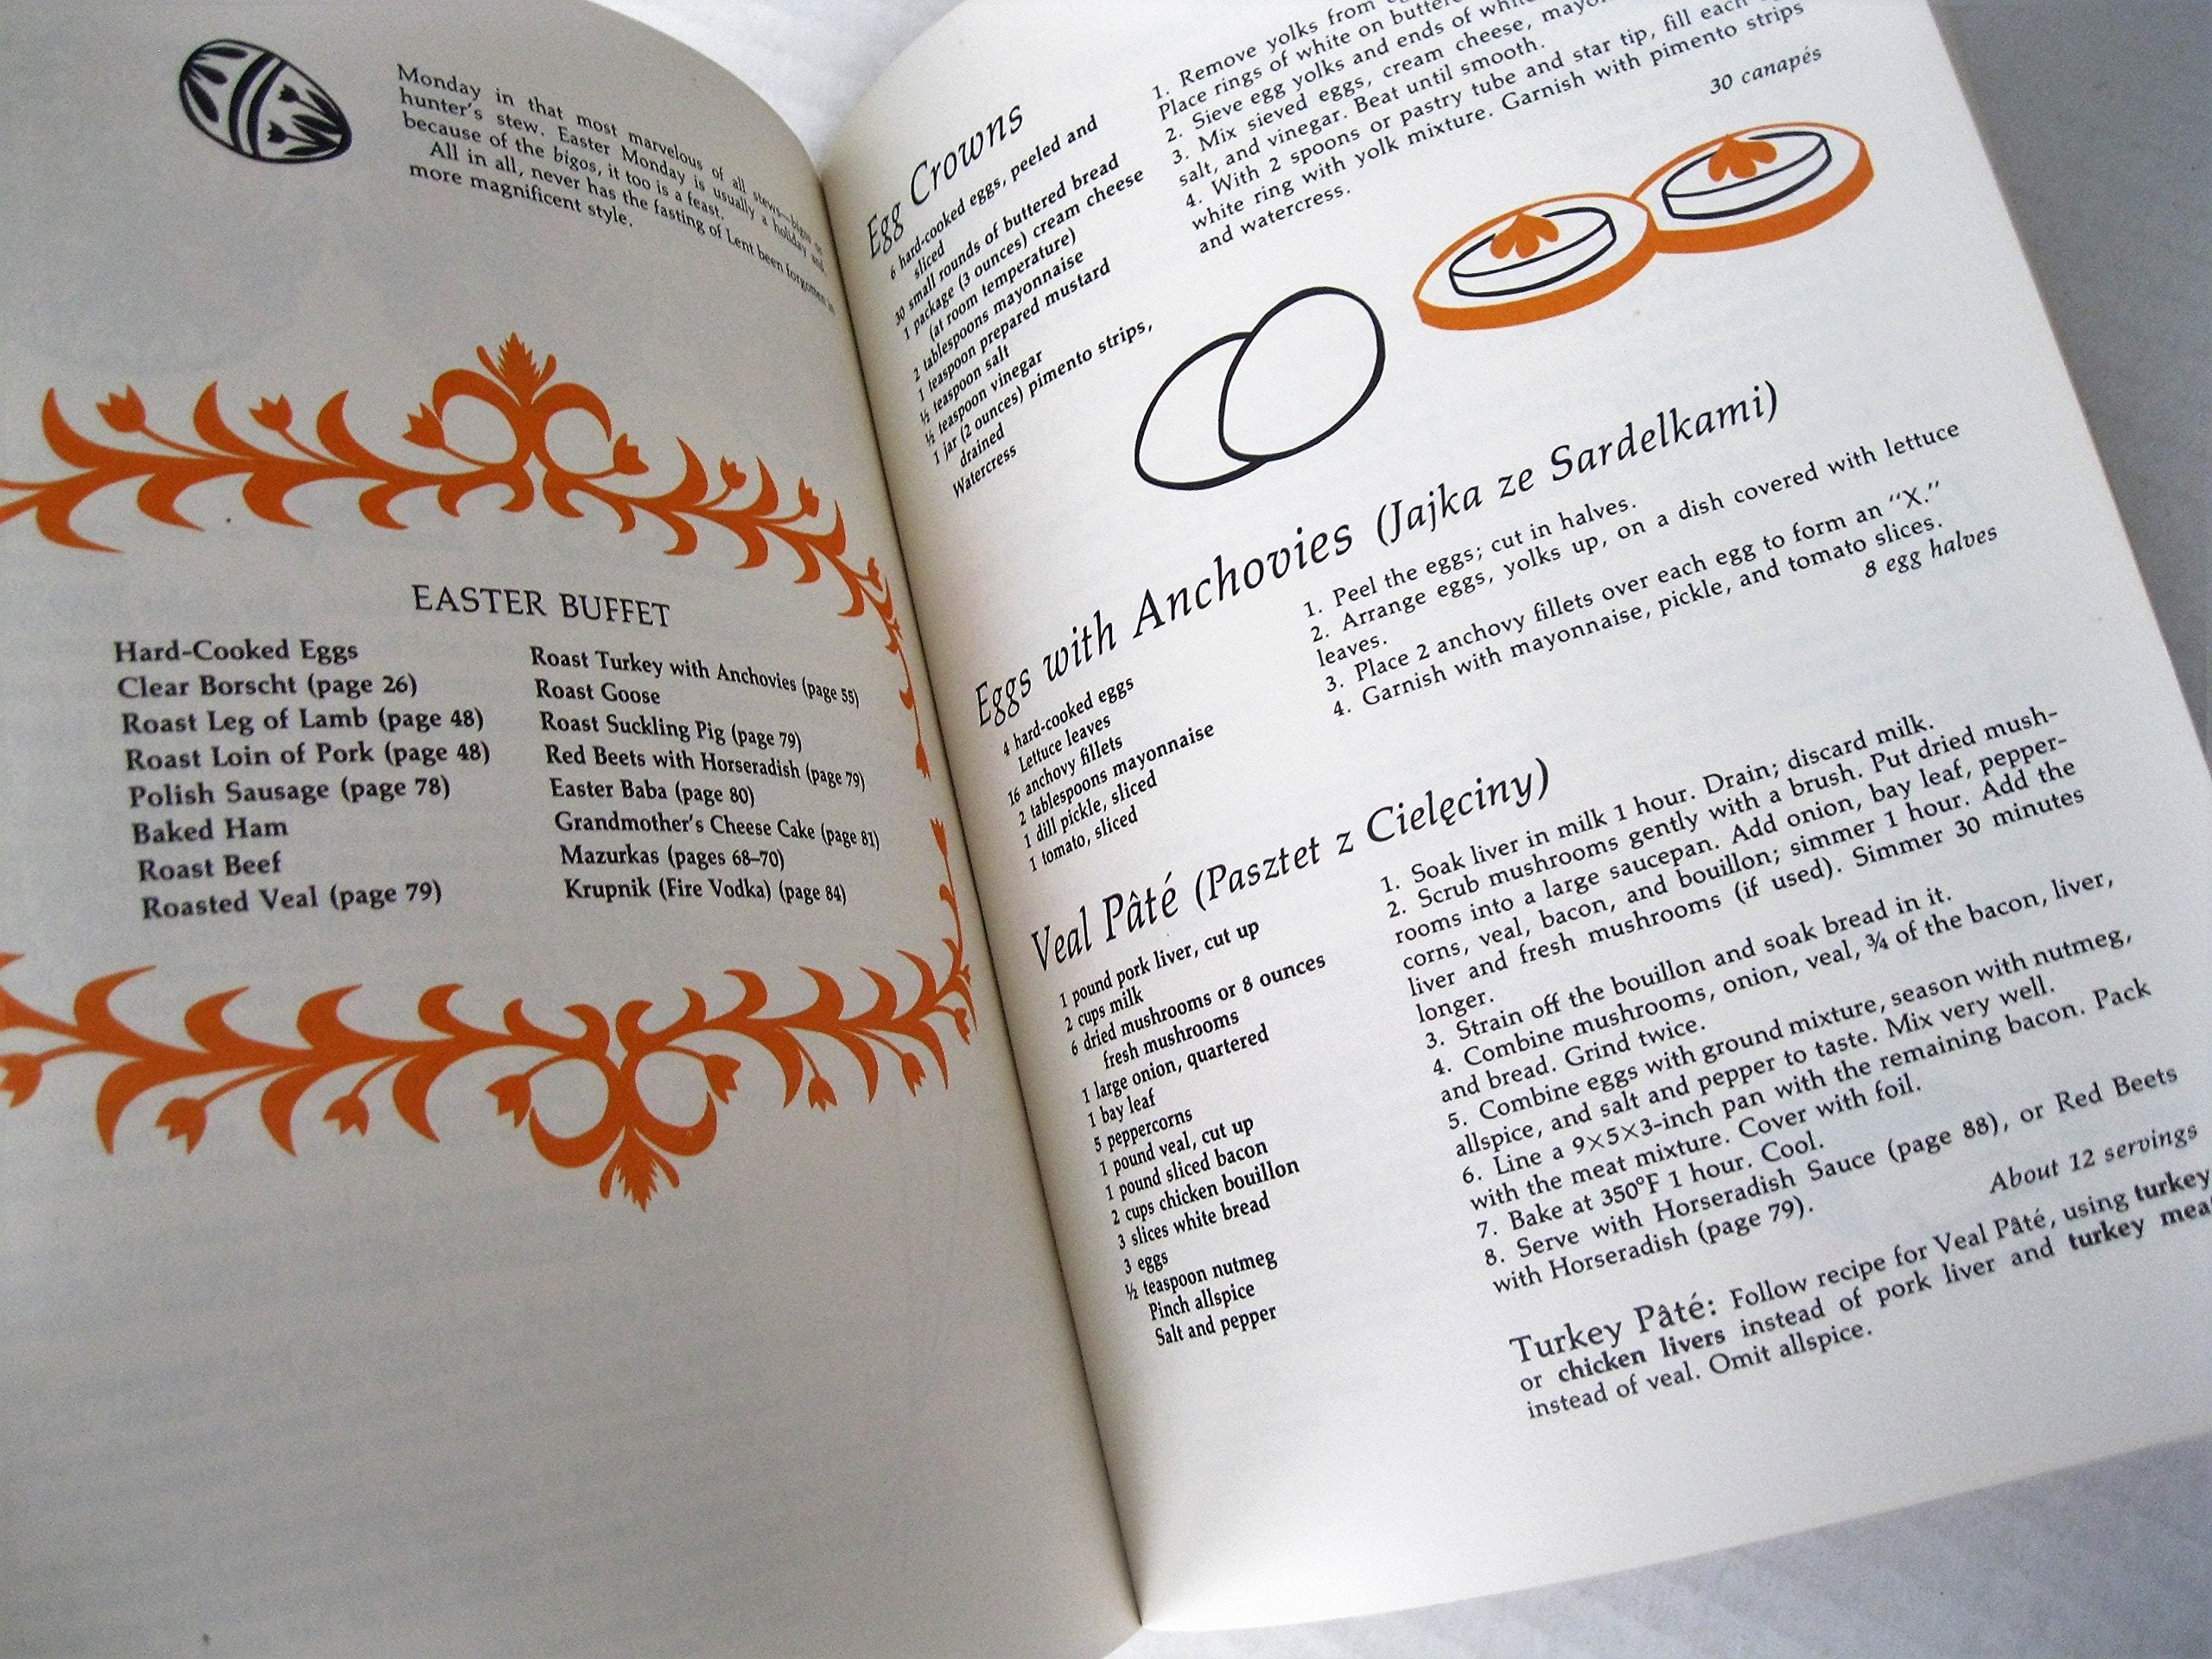 Monday in that most marvelous of all stews—bigos or
hunter's stew. Easter Monday is usually a holiday and,
because of the bigos, it too is a feast.
All in all, never has the fasting of Lent been forgotten in
more magnificent style.
EASTER BUFFET
Hard-Cooked Eggs
Clear Borscht (page 26)
Roast Leg of Lamb (page 48)
Roast Loin of Pork (page 48)
Polish Sausage (page 78)
Baked Ham
Roast Beef
Roasted Veal (page 79)
Roast Turkey with Anchovies (page 55)
Roast Goose
Roast Suckling Pig (page 79)
Red Beets with Horseradish (page 79)
Easter Baba (page 80)
Grandmother's Cheese Cake (page 81)
Mazurkas (pages 68–70)
Krupnik (Fire Vodka) (page 84)
Egg Crowns
6 hard-cooked eggs, peeled and
sliced
30 small rounds of buttered bread
1 package (3 ounces) cream cheese
(at room temperature)
2 tablespoons mayonnaise
1 teaspoon prepared mustard
½ teaspoon salt
½ teaspoon vinegar
1 jar (2 ounces) pimento strips,
drained
Watercress
1. Remove yolks from
Place rings of white on
2. Sieve egg yolks and ends of
3. Mix sieved eggs, cream cheese,
salt, and vinegar. Beat until smooth.
4. With 2 spoons or pastry tube and star tip, fill each
white ring with yolk mixture. Garnish with pimento strips
and watercress.
30 canapés
Eggs with Anchovies (Jajka ze Sardelkami)
4 hard-cooked eggs
Lettuce leaves
16 anchovy fillets
2 tablespoons mayonnaise
1 dill pickle, sliced
1 tomato, sliced
1. Peel the eggs; cut in halves.
2. Arrange eggs, yolks up, on a dish covered with lettuce
leaves.
3. Place 2 anchovy fillets over each egg to form an "X."
4. Garnish with mayonnaise, pickle, and tomato slices.
8 egg halves
Veal Pâté (Pasztet z Cielęciny)
1 pound pork liver, cut up
2 cups milk
6 dried mushrooms or 8 ounces
fresh mushrooms
1 large onion, quartered
1 bay leaf
5 peppercorns
1 pound veal, cut up
1 pound sliced bacon
2 cups chicken bouillon
3 slices white bread
3 eggs
½ teaspoon nutmeg
Pinch allspice
Salt and pepper
1. Soak liver in milk 1 hour. Drain; discard milk.
2. Scrub mushrooms gently with a brush. Put dried mush-
rooms into a large saucepan. Add onion, bay leaf, pepper-
corns, veal, bacon, and bouillon; simmer 1 hour. Add the
liver and fresh mushrooms (if used). Simmer 30 minutes
longer.
3. Strain off the bouillon and soak bread in it.
4. Combine mushrooms, onion, veal, ¾ of the bacon, liver,
and bread. Grind twice.
5. Combine eggs with ground mixture, season with nutmeg,
allspice, and salt and pepper to taste. Mix very well.
6. Line a 9×5×3-inch pan with the remaining bacon. Pack
with the meat mixture. Cover with foil.
7. Bake at 350°F 1 hour. Cool.
8. Serve with Horseradish Sauce (page 88), or Red Beets
with Horseradish (page 79).
About 12 servings
Turkey Pâté: Follow recipe for Veal Pâté, using turkey
or chicken livers instead of pork liver and turkey meat
instead of veal. Omit allspice.